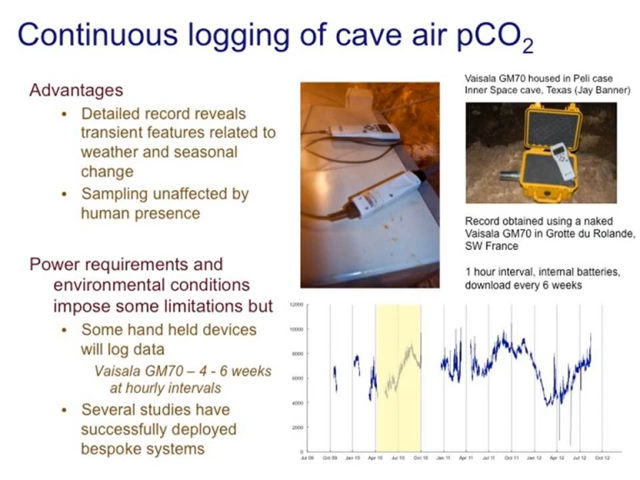 Continuous logging of cave air pCO2
Advantages
• Detailed record reveals
transient features related to
weather and seasonal
change
• Sampling unaffected by
human presence
Power requirements and
environmental conditions
impose some limitations but
• Some hand held devices
will log data
Vaisala GM70 – 4 - 6 weeks
at hourly intervals
• Several studies have
successfully deployed
bespoke systems
Vaisala GM70 housed in Peli case
Inner Space cave, Texas (Jay Banner)
Record obtained using a naked
Vaisala GM70 in Grotte du Rolande,
SW France
1 hour interval, internal batteries,
download every 6 weeks
12000
10000
8000
6000
4000
2000
0
Jul 09 Oct 09 Jan 10 Apr 10 Jul 10 Oct 10 Jan 11 Apr 11 Jul 11 Oct 11 Jan 12 Apr 12 Jul 12 Oct 12